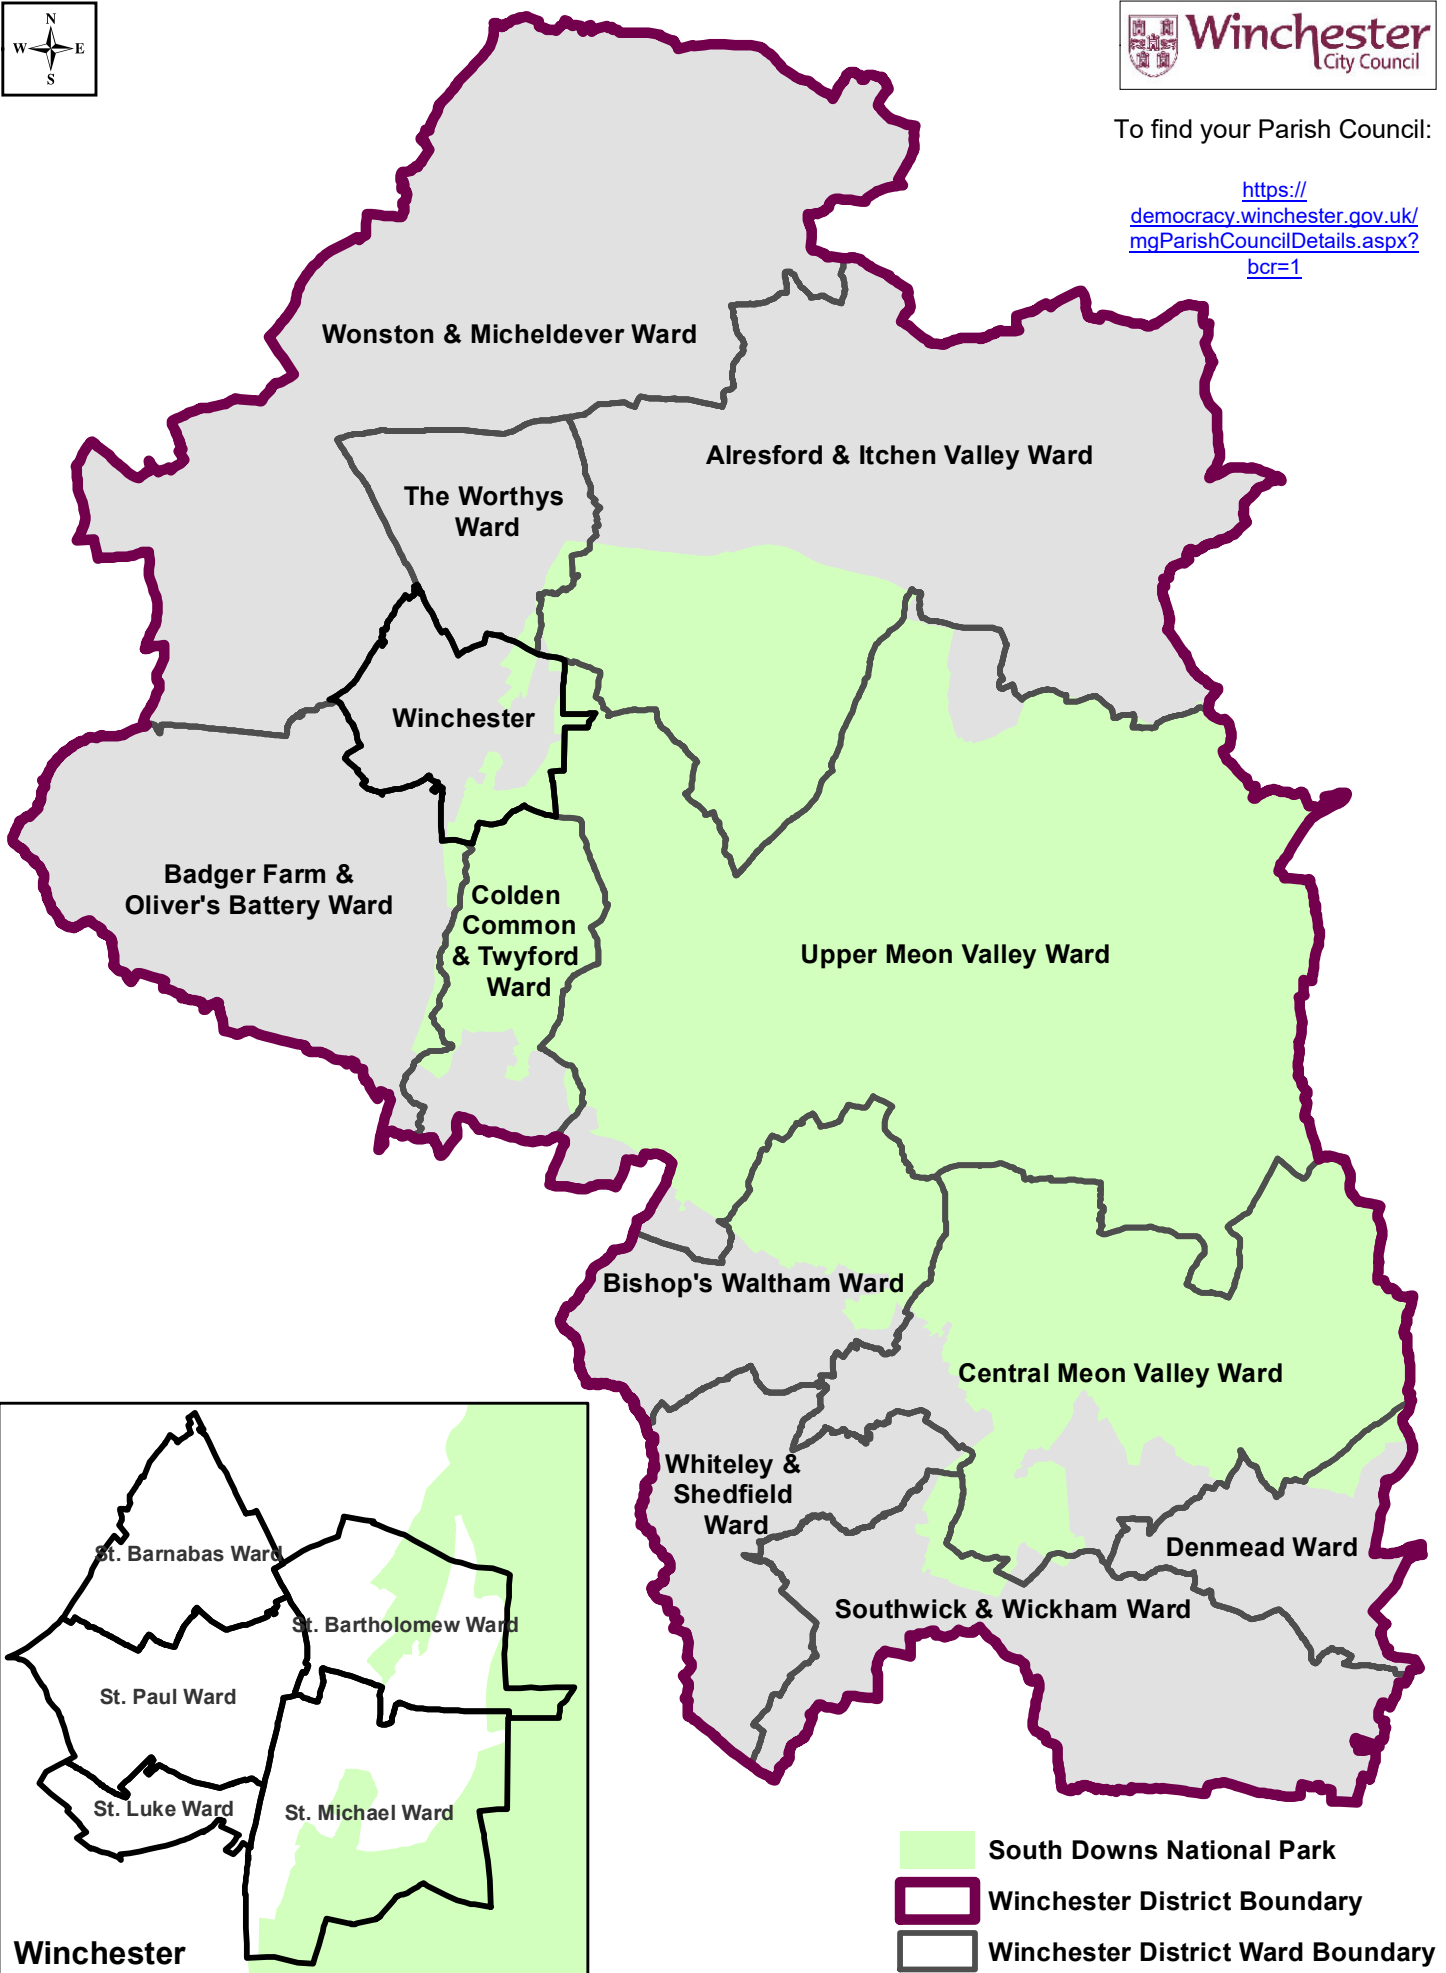 N
W E
S
Winchester
City Council
To find your Parish Council:
https://
democracy.winchester.gov.uk/
mgParishCouncilDetails.aspx?
bcr=1
Wonston & Micheldever Ward
Alresford & Itchen Valley Ward
The Worthys
Ward
Winchester
Badger Farm &
Oliver's Battery Ward
Colden
Common
& Twyford
Ward
Upper Meon Valley Ward
Bishop's Waltham Ward
Central Meon Valley Ward
Whiteley &
Shedfield
Ward
Denmead Ward
Southwick & Wickham Ward
St. Barnabas Ward
St. Bartholomew Ward
St. Paul Ward
St. Luke Ward
St. Michael Ward
Winchester
South Downs National Park
Winchester District Boundary
Winchester District Ward Boundary